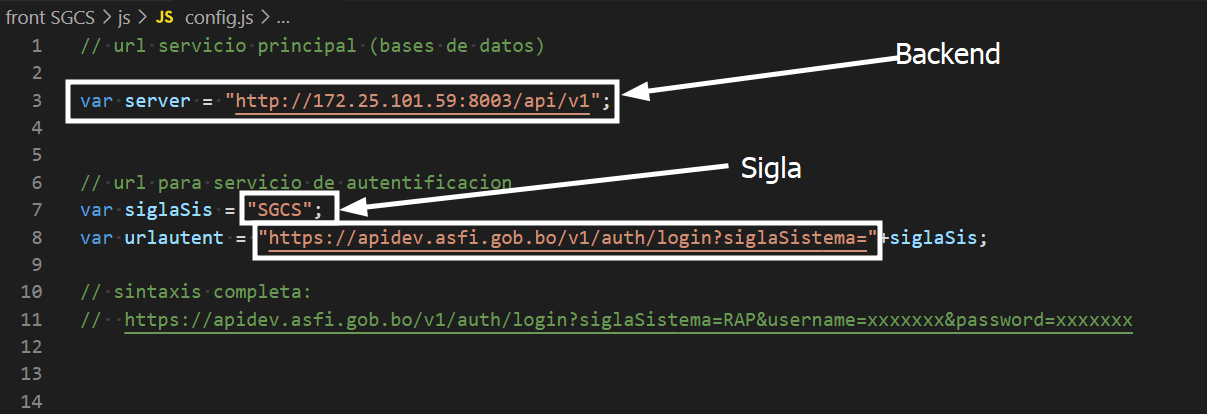 front SGCS > js > JS config.js > ...
1 // url servicio principal (bases de datos)
Backend
2
3 var server = "http://172.25.101.59:8003/api/v1";
4
5
Sigla
6 // url para servicio de autentificacion
7 var siglaSis = "SGCS";
8 var urlautent = "https://apidev.asfi.gob.bo/v1/auth/login?siglaSistema="+siglaSis;
9
10 // sintaxis completa:
11 // https://apidev.asfi.gob.bo/v1/auth/login?siglaSistema=RAP&username=xxxxxxx&password=xxxxxxx
12
13
14